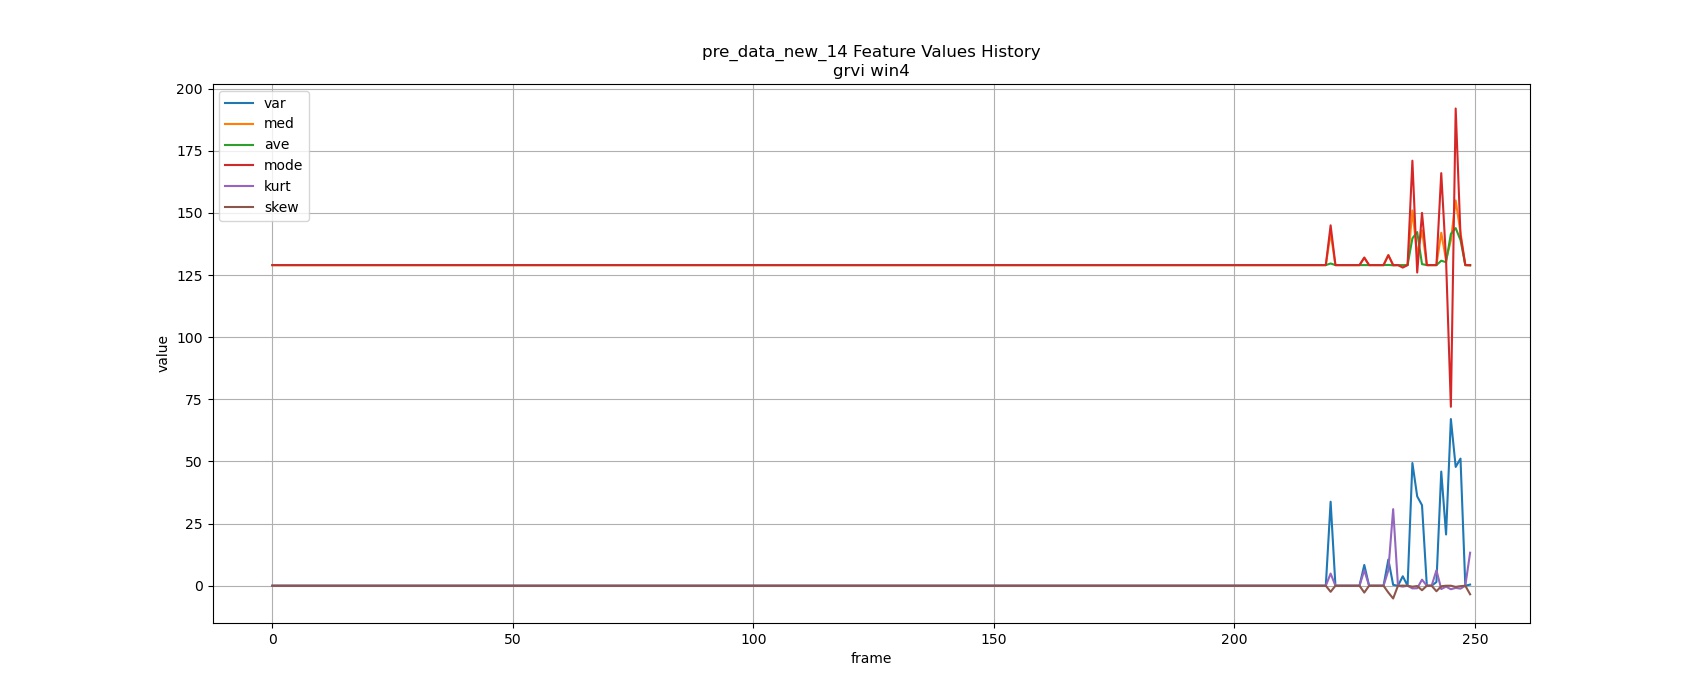 pre_data_new_14 Feature Values History
grvi win4
200
175
150
125
100
75
50
25
0
value
var
med
ave
mode
kurt
skew
0
50
100
150
200
250
frame